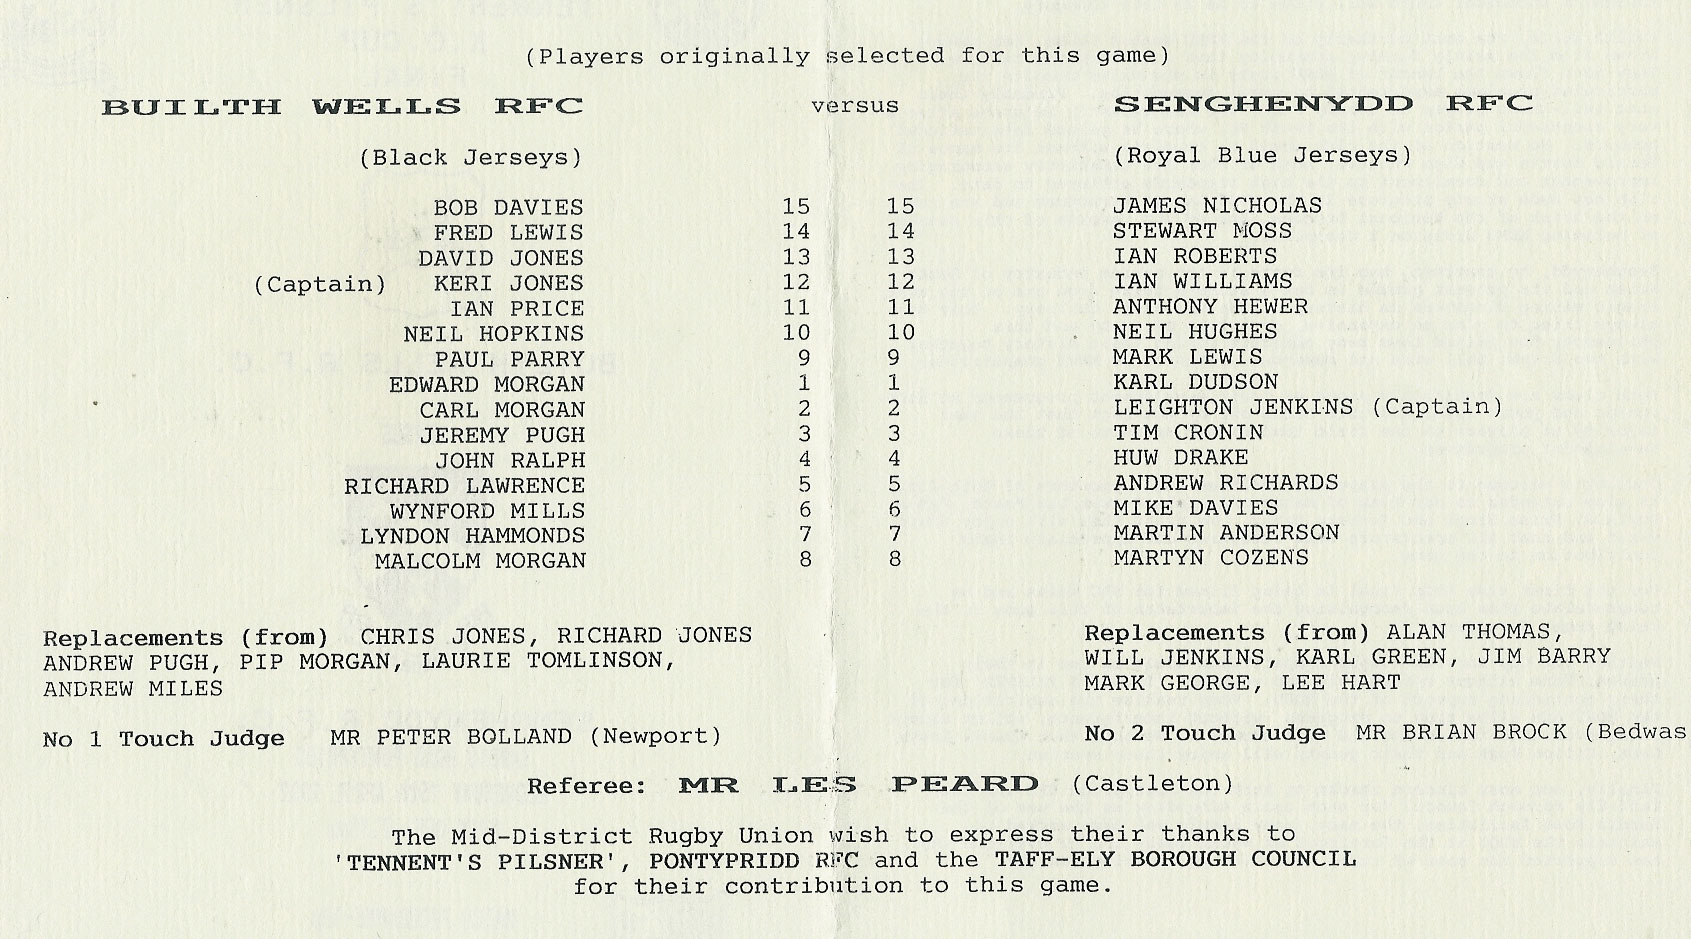 (Players originally selected for this game)
BUILTH WELLS RFC versus SENGHENYDD RFC
(Black Jerseys) (Royal Blue Jerseys)
BOB DAVIES 15 15 JAMES NICHOLAS
FRED LEWIS 14 14 STEWART MOSS
DAVID JONES 13 13 IAN ROBERTS
(Captain) KERI JONES 12 12 IAN WILLIAMS
IAN PRICE 11 11 ANTHONY HEWER
NEIL HOPKINS 10 10 NEIL HUGHES
PAUL PARRY 9 9 MARK LEWIS
EDWARD MORGAN 1 1 KARL DUDSON
CARL MORGAN 2 2 LEIGHTON JENKINS (Captain)
JEREMY PUGH 3 3 TIM CRONIN
JOHN RALPH 4 4 HUW DRAKE
RICHARD LAWRENCE 5 5 ANDREW RICHARDS
WYNFORD MILLS 6 6 MIKE DAVIES
LYNDON HAMMONDS 7 7 MARTIN ANDERSON
MALCOLM MORGAN 8 8 MARTYN COZENS
Replacements (from) CHRIS JONES, RICHARD JONES
ANDREW PUGH, PIP MORGAN, LAURIE TOMLINSON,
ANDREW MILES
Replacements (from) ALAN THOMAS,
WILL JENKINS, KARL GREEN, JIM BARRY
MARK GEORGE, LEE HART
No 1 Touch Judge MR PETER BOLLAND (Newport)
No 2 Touch Judge MR BRIAN BROCK (Bedwas
Referee: MR LES PEARD (Castleton)
The Mid-District Rugby Union wish to express their thanks to
'TENNENT'S PILSNER', PONTYPRIDD RFC and the TAFF-ELY BOROUGH COUNCIL
for their contribution to this game.